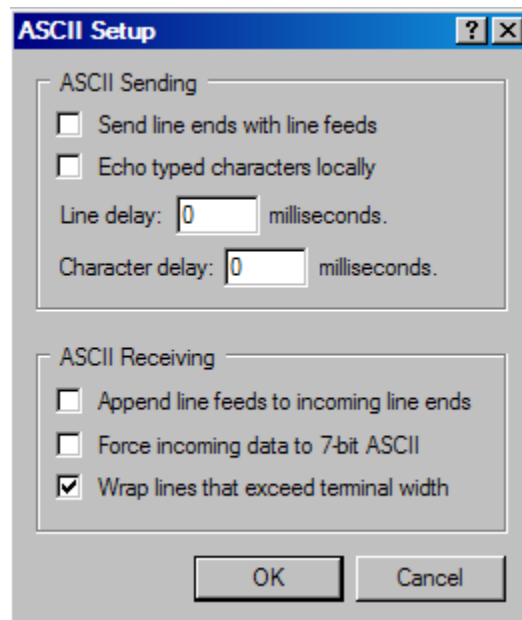 ASCII Setup
ASCII Sending
Send line ends with line feeds
Echo typed characters locally
Line delay: 0 milliseconds.
Character delay: 0 milliseconds.
ASCII Receiving
Append line feeds to incoming line ends
Force incoming data to 7-bit ASCII
Wrap lines that exceed terminal width
OK Cancel